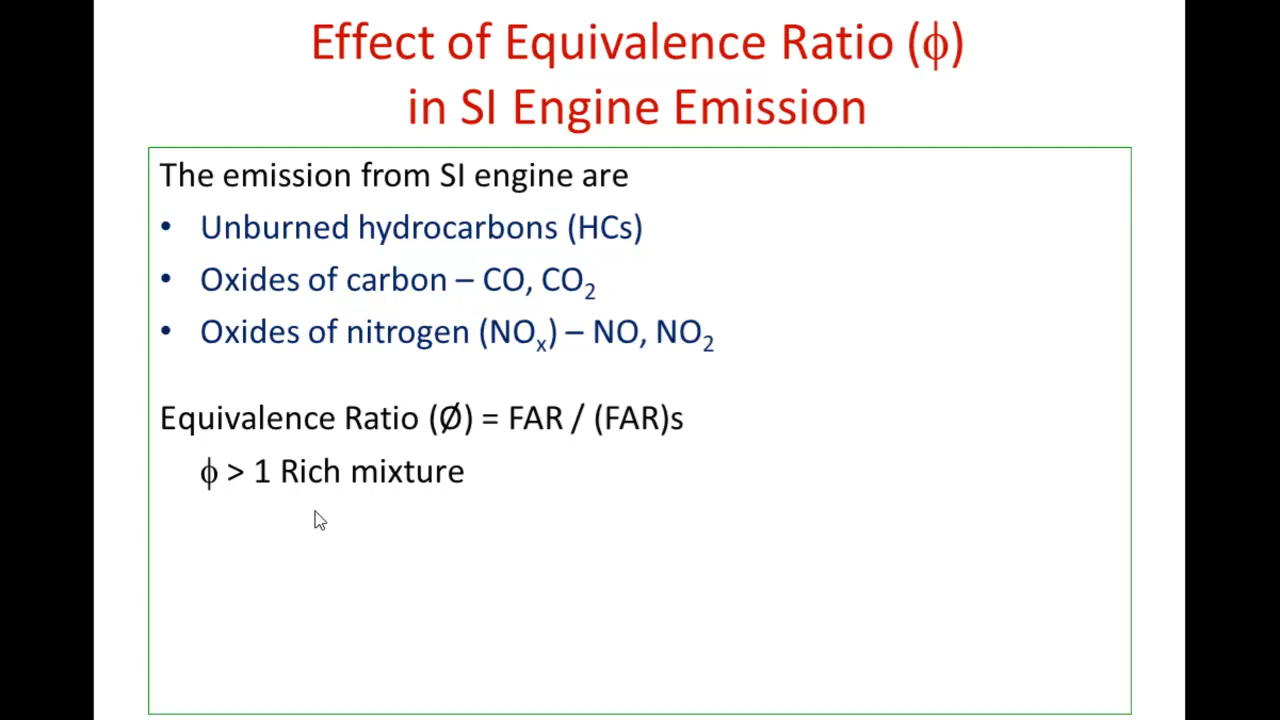 Effect of Equivalence Ratio (ϕ)
in SI Engine Emission
The emission from SI engine are
• Unburned hydrocarbons (HCs)
• Oxides of carbon – CO, CO₂
• Oxides of nitrogen (NOₓ) – NO, NO₂
Equivalence Ratio (Ø) = FAR / (FAR)s
ϕ > 1 Rich mixture